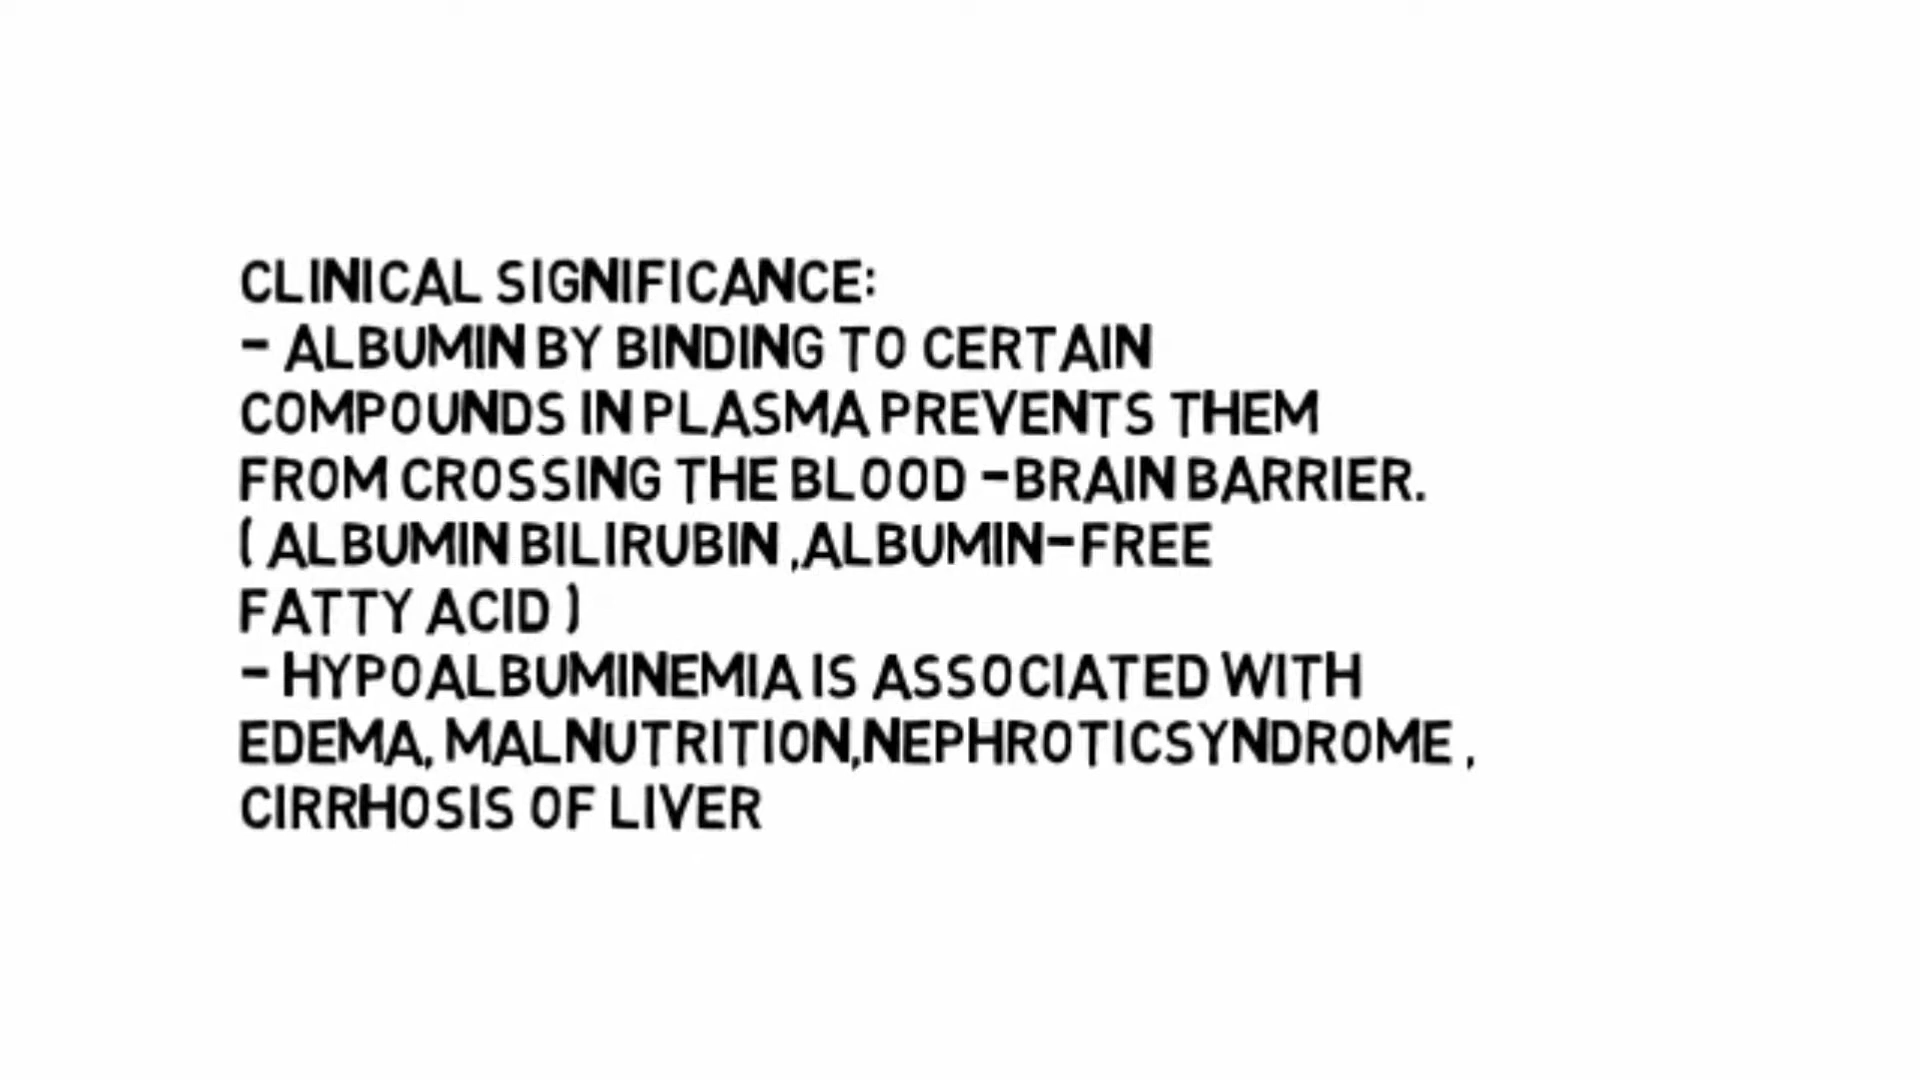 CLINICAL SIGNIFICANCE:
- ALBUMIN BY BINDING TO CERTAIN
COMPOUNDS IN PLASMA PREVENTS THEM
FROM CROSSING THE BLOOD -BRAIN BARRIER.
( ALBUMIN BILIRUBIN ,ALBUMIN-FREE
FATTY ACID )
- HYPOALBUMINEMIA IS ASSOCIATED WITH
EDEMA, MALNUTRITION,NEPHROTICSYNDROME ,
CIRRHOSIS OF LIVER